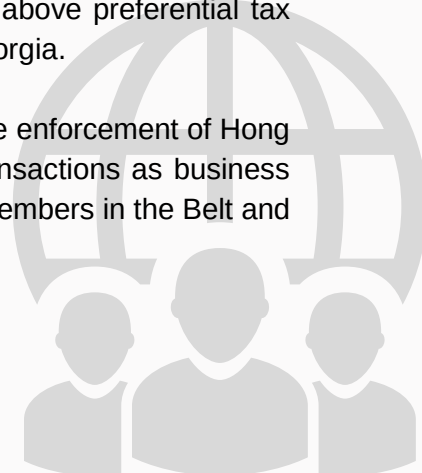 above preferential tax
orgia.
e enforcement of Hong
nsactions as business
embers in the Belt and